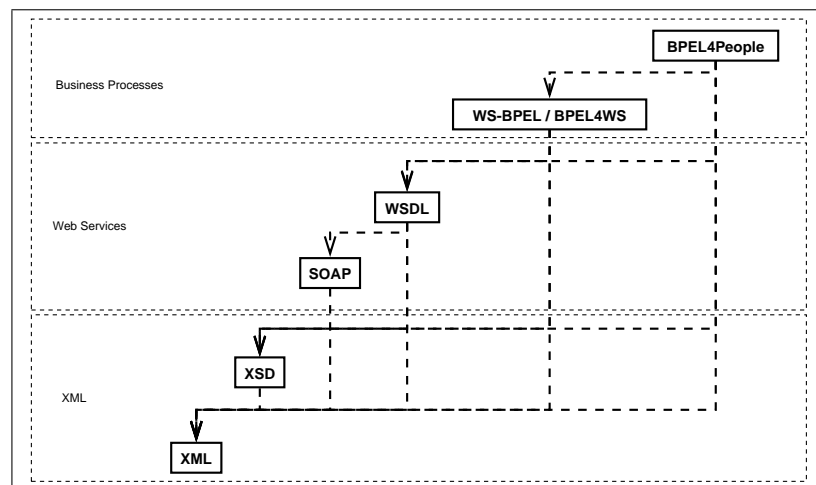 BPEL4People
Business Processes
WS-BPEL / BPEL4WS
WSDL
Web Services
SOAP
XSD
XML
XML